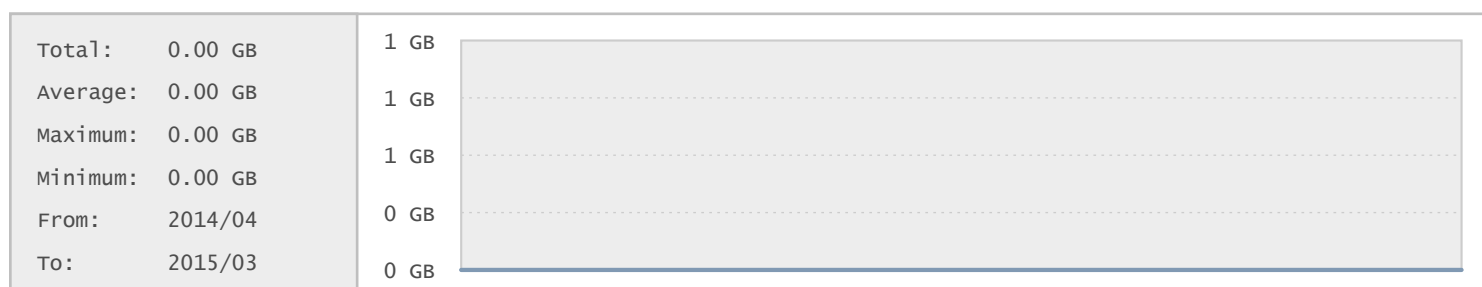 Total: 0.00 GB
Average: 0.00 GB
Maximum: 0.00 GB
Minimum: 0.00 GB
From: 2014/04
To: 2015/03
1 GB
1 GB
1 GB
0 GB
0 GB